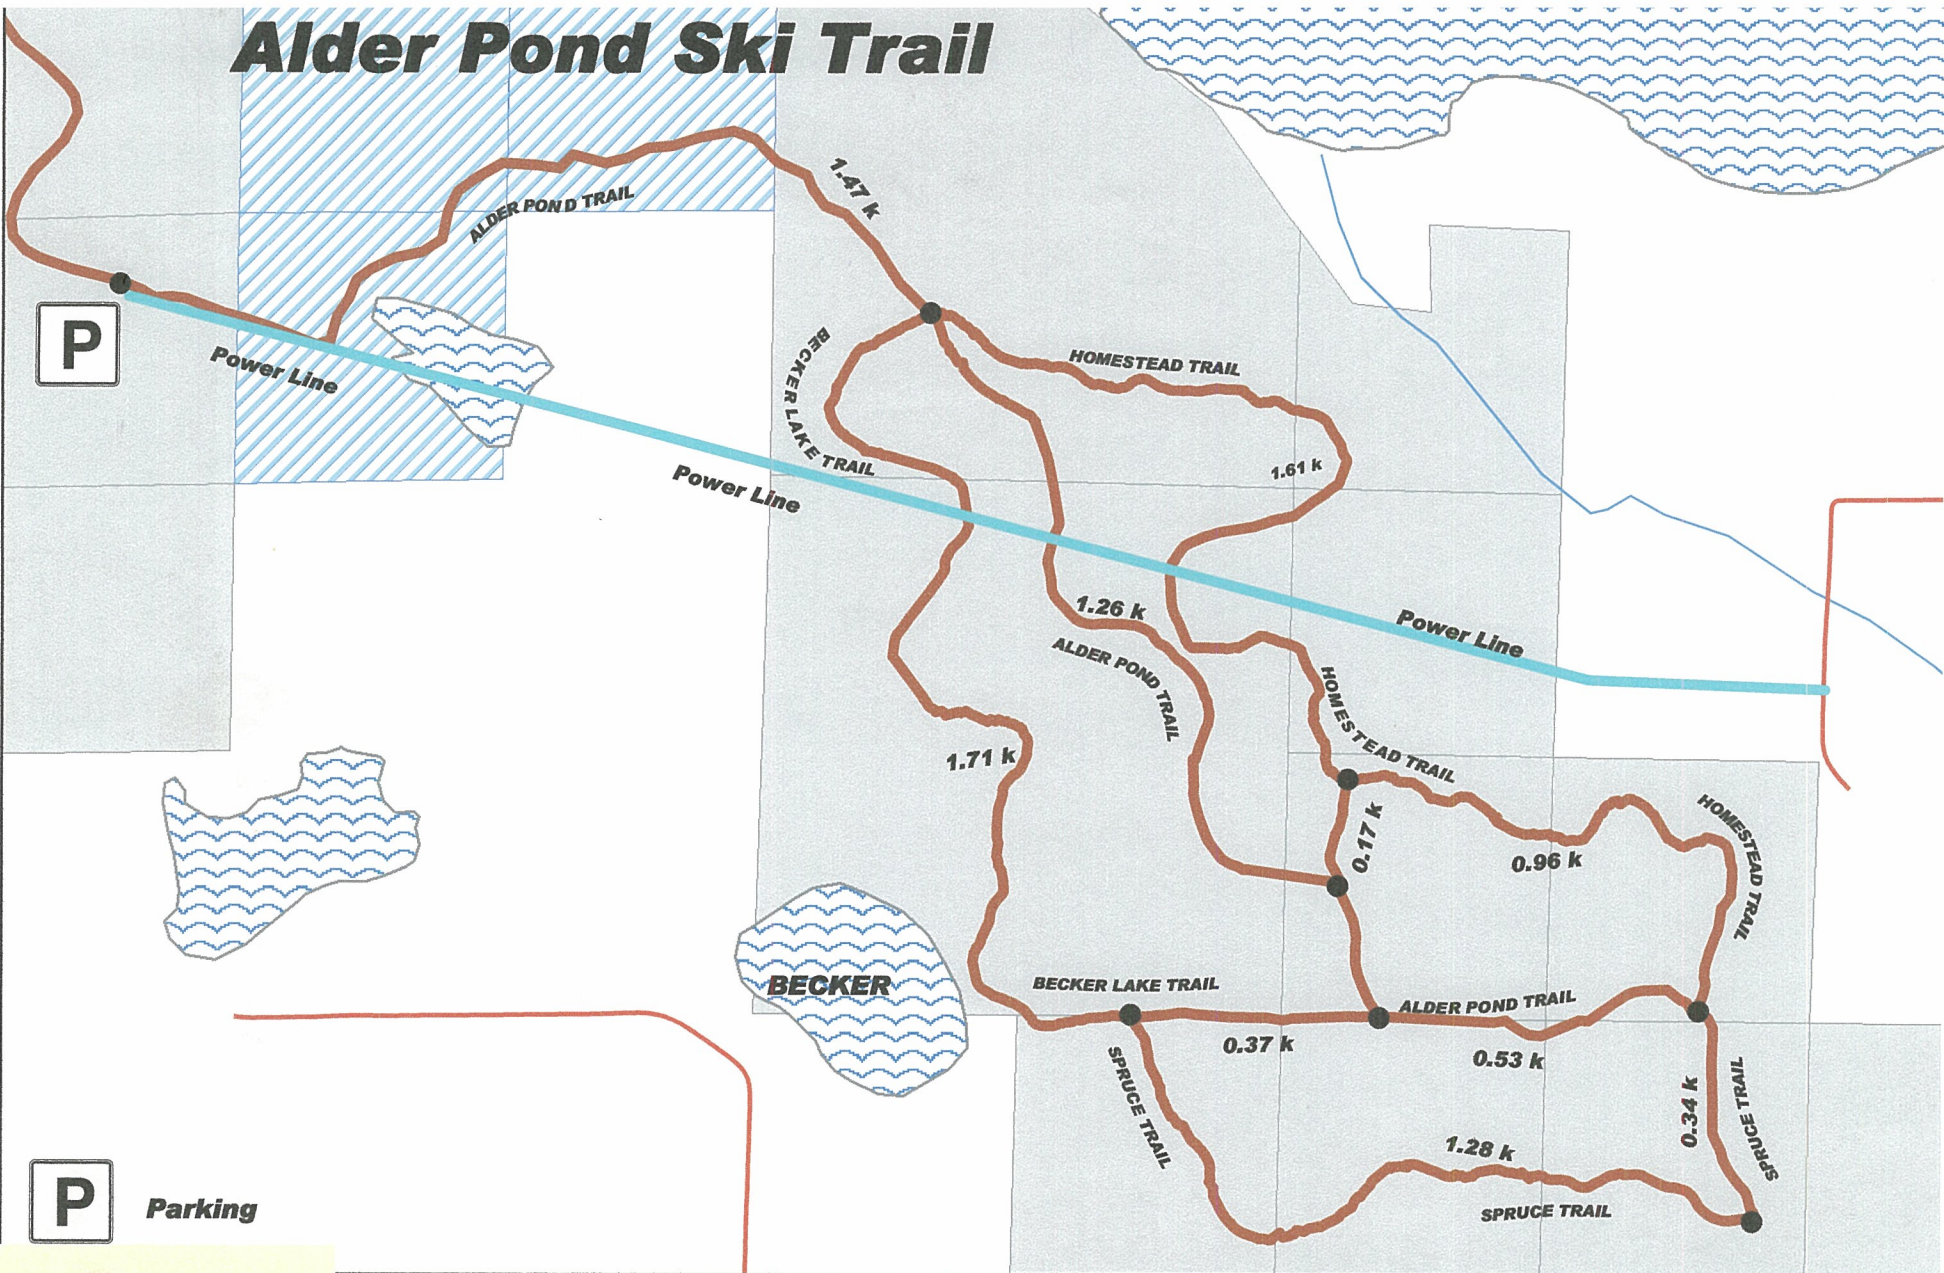 Alder Pond Ski Trail
1.47 k
ALDER POND TRAIL
P
Power Line
BECKER LAKE TRAIL
HOMESTEAD TRAIL
1.61 k
Power Line
1.26 k
Power Line
ALDER POND TRAIL
HOMESTEAD TRAIL
1.71 k
0.17 k
0.96 k
HOMESTEAD TRAIL
BECKER
BECKER LAKE TRAIL
ALDER POND TRAIL
0.37 k
0.53 k
SPRUCE TRAIL
0.34 k
SPRUCE TRAIL
1.28 k
SPRUCE TRAIL
P
Parking